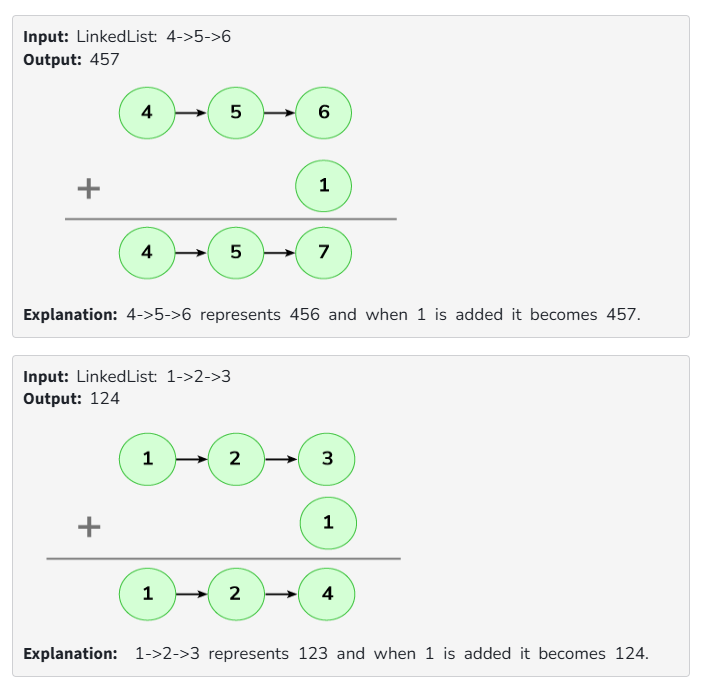 Input: LinkedList: 4->5->6
Output: 457
4 5 6
+ 1
4 5 7
Explanation: 4->5->6 represents 456 and when 1 is added it becomes 457.
Input: LinkedList: 1->2->3
Output: 124
1 2 3
+ 1
1 2 4
Explanation: 1->2->3 represents 123 and when 1 is added it becomes 124.